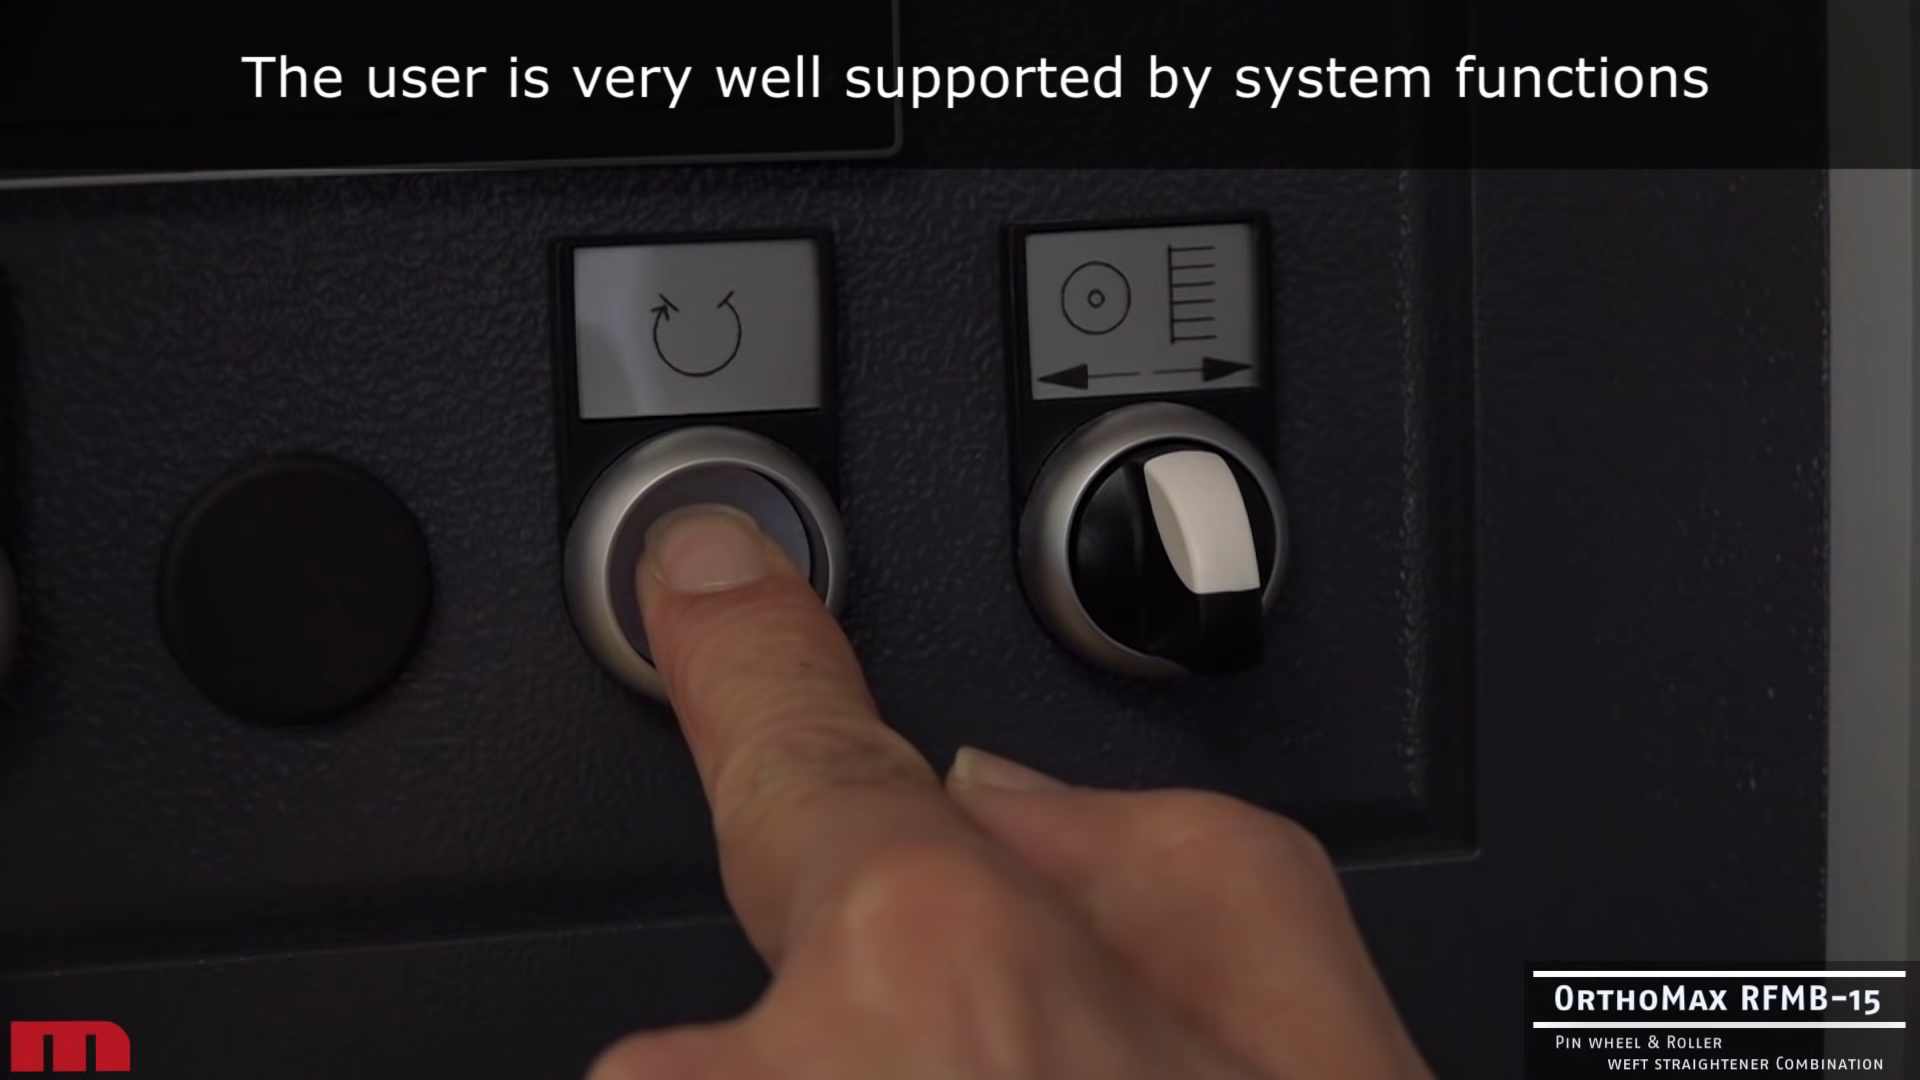 The user is very well supported by system functions
OrthoMax RFMB-15
Pin wheel & Roller
weft straightener Combination